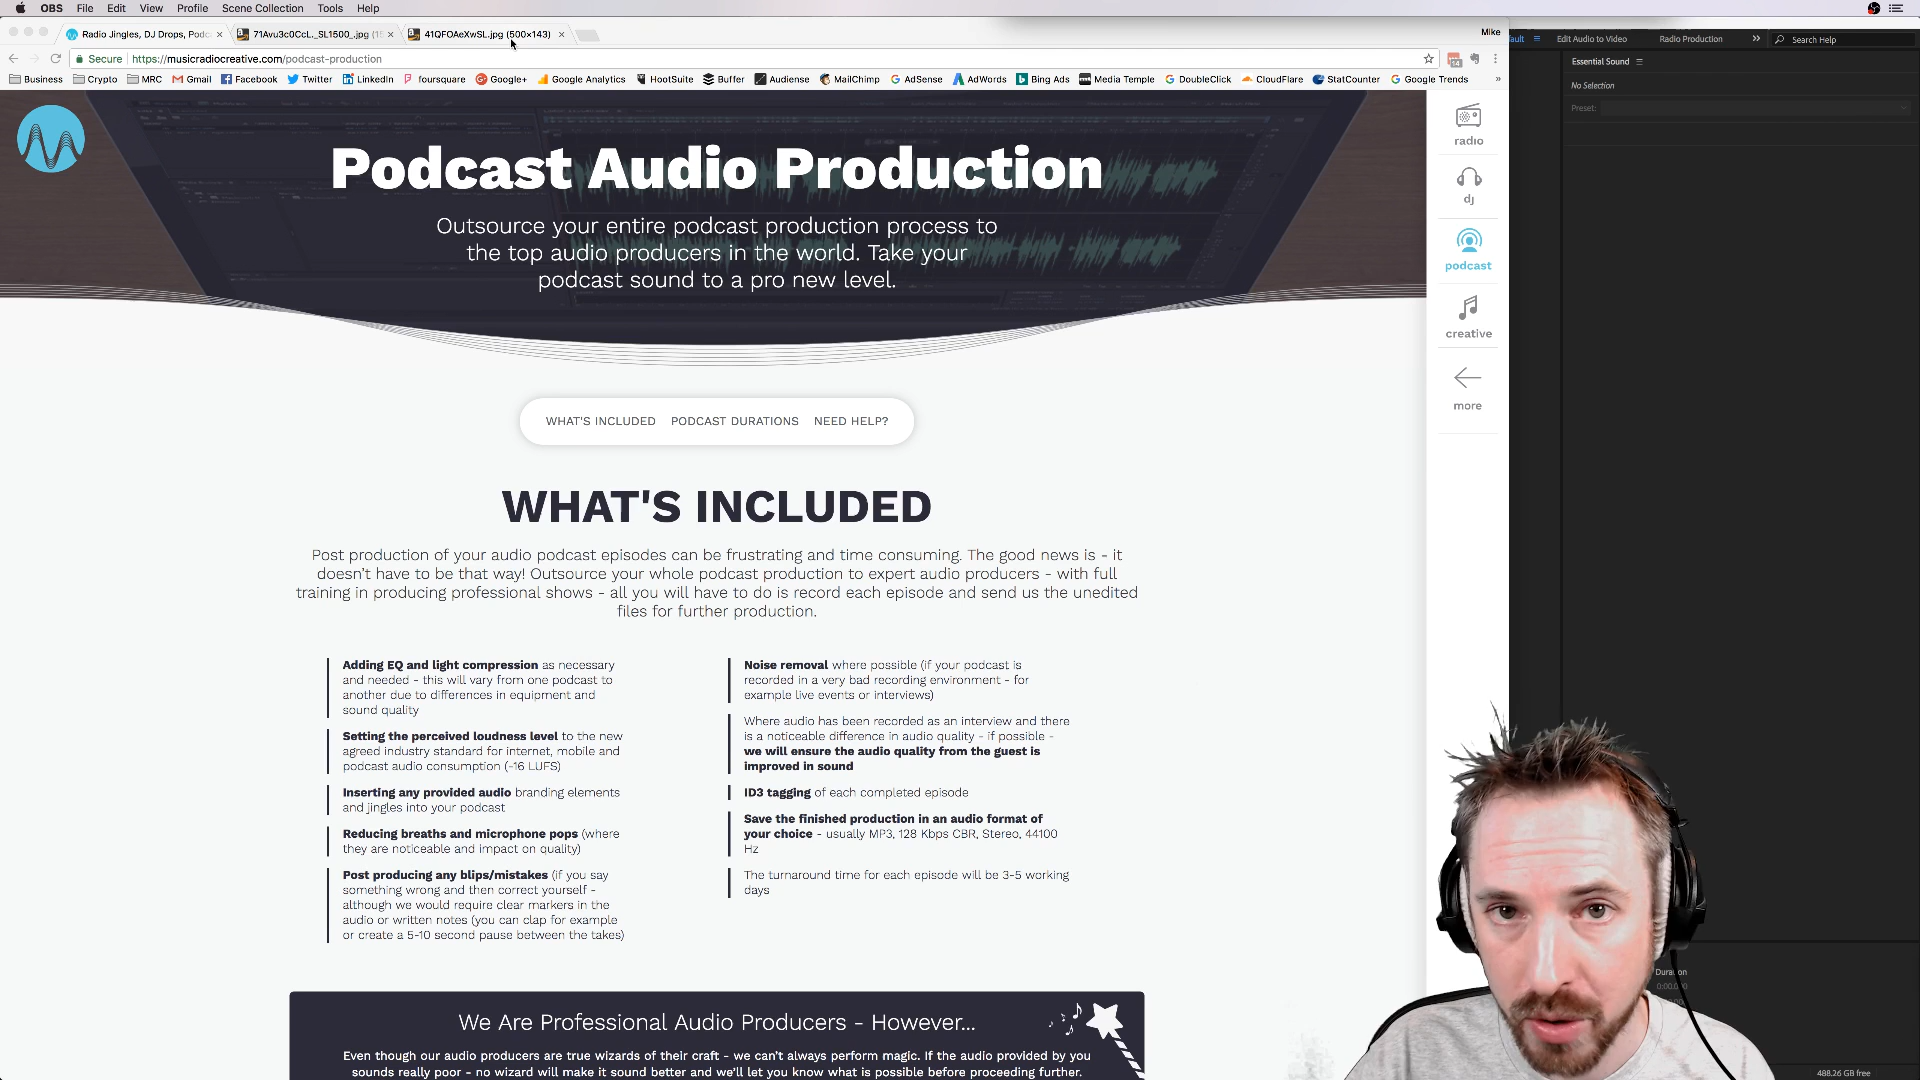 OBS File Edit View Profile Scene Collection Tools Help
Radio Jingles, DJ Drops, Podc × 71Avu3c0CcL._SL1500_.jpg (15 × 41QFOAeXwSL.jpg (500×143) × Mike
Secure https://musicradiocreative.com/podcast-production
Business Crypto MRC Gmail Facebook Twitter LinkedIn foursquare Google+ Google Analytics HootSuite Buffer Audiense MailChimp AdSense AdWords Bing Ads Media Temple DoubleClick CloudFlare StatCounter Google Trends »
ault Edit Audio to Video Radio Production » Search Help
Essential Sound
No Selection
Preset:
Podcast Audio Production
Outsource your entire podcast production process to
the top audio producers in the world. Take your
podcast sound to a pro new level.
radio
dj
podcast
creative
more
WHAT'S INCLUDED PODCAST DURATIONS NEED HELP?
WHAT'S INCLUDED
Post production of your audio podcast episodes can be frustrating and time consuming. The good news is - it
doesn't have to be that way! Outsource your whole podcast production to expert audio producers - with full
training in producing professional shows - all you will have to do is record each episode and send us the unedited
files for further production.
Adding EQ and light compression as necessary
and needed - this will vary from one podcast to
another due to differences in equipment and
sound quality
Setting the perceived loudness level to the new
agreed industry standard for internet, mobile and
podcast audio consumption (-16 LUFS)
Inserting any provided audio branding elements
and jingles into your podcast
Reducing breaths and microphone pops (where
they are noticeable and impact on quality)
Post producing any blips/mistakes (if you say
something wrong and then correct yourself -
although we would require clear markers in the
audio or written notes (you can clap for example
or create a 5-10 second pause between the takes)
Noise removal where possible (if your podcast is
recorded in a very bad recording environment - for
example live events or interviews)
Where audio has been recorded as an interview and there
is a noticeable difference in audio quality - if possible -
we will ensure the audio quality from the guest is
improved in sound
ID3 tagging of each completed episode
Save the finished production in an audio format of
your choice - usually MP3, 128 Kbps CBR, Stereo, 44100
Hz
The turnaround time for each episode will be 3-5 working
days
We Are Professional Audio Producers - However...
Even though our audio producers are true wizards of their craft - we can't always perform magic. If the audio provided by you
sounds really poor - no wizard will make it sound better and we'll let you know what is possible before proceeding further.
Duration
0:00.000
488.26 GB free